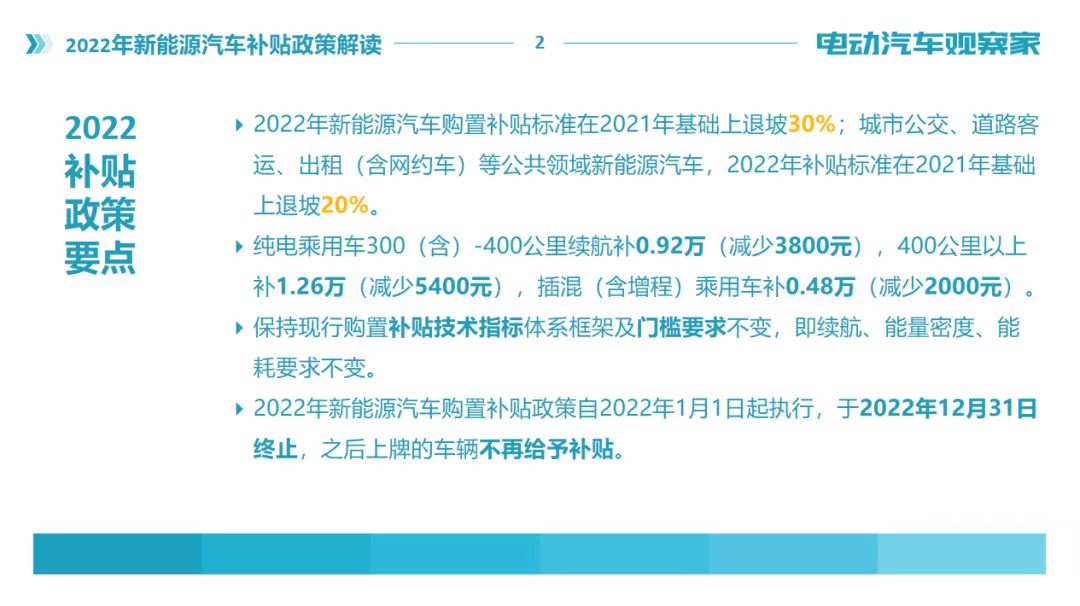 2022年新能源汽车补贴政策解读
2
电动汽车观察家
2022
补贴
政策
要点
2022年新能源汽车购置补贴标准在2021年基础上退坡30%；城市公交、道路客
运、出租（含网约车）等公共领域新能源汽车，2022年补贴标准在2021年基础
上退坡20%。
纯电乘用车300（含）-400公里续航补0.92万（减少3800元），400公里以上
补1.26万（减少5400元），插混（含增程）乘用车补0.48万（减少2000元）。
保持现行购置补贴技术指标体系框架及门槛要求不变，即续航、能量密度、能
耗要求不变。
2022年新能源汽车购置补贴政策自2022年1月1日起执行，于2022年12月31日
终止，之后上牌的车辆不再给予补贴。